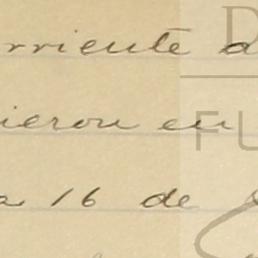 rriente a
ieron en
a 16 de